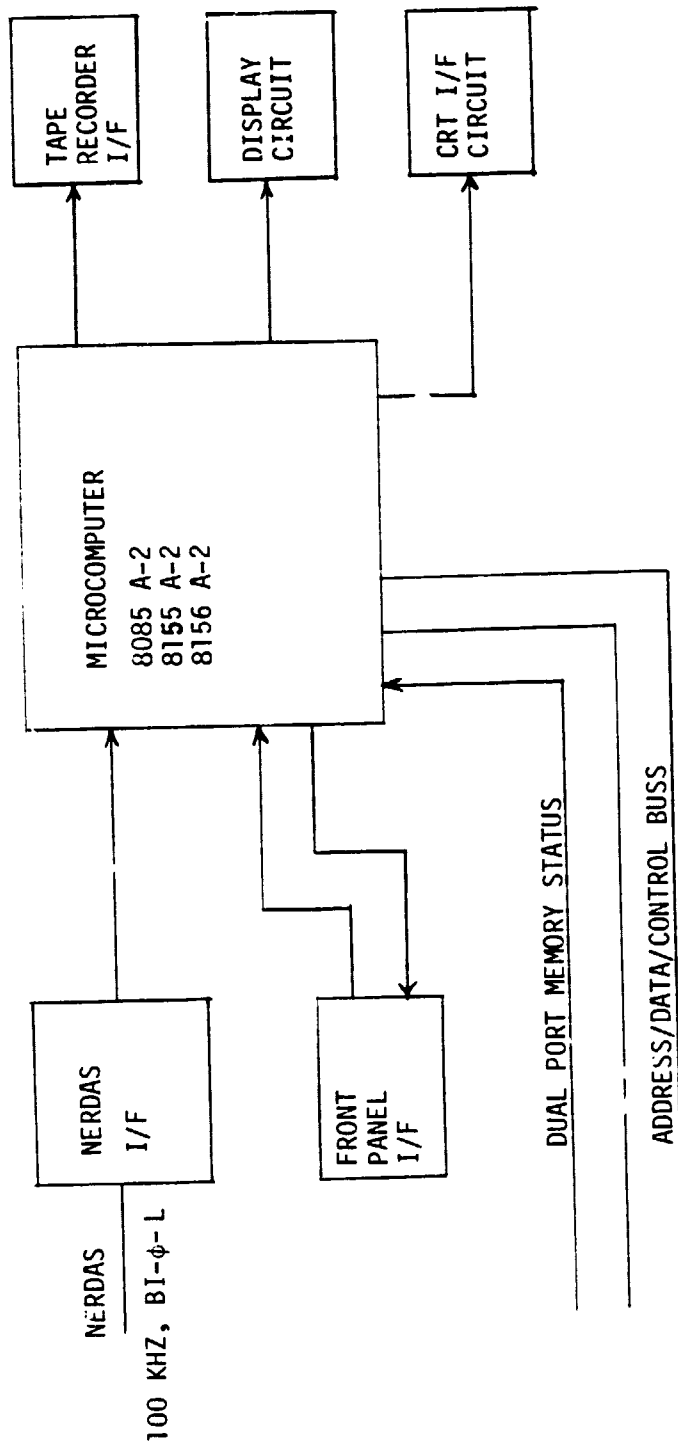 NERDAS
100 KHZ, BI-ϕ-L
NERDAS
I/F
FRONT
PANEL
I/F
MICROCOMPUTER
8085 A-2
8155 A-2
8156 A-2
TAPE
RECORDER
I/F
DISPLAY
CIRCUIT
CRT I/F
CIRCUIT
DUAL PORT MEMORY STATUS
ADDRESS/DATA/CONTROL BUSS